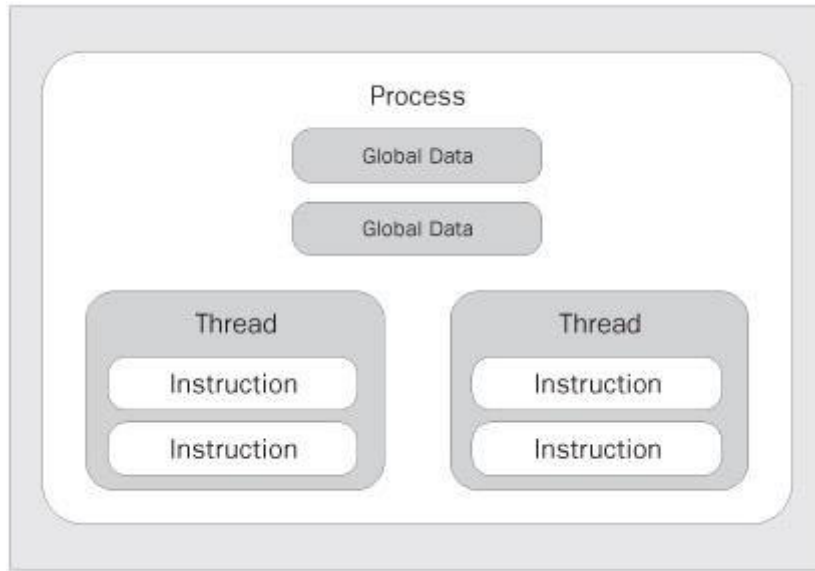 Process
Global Data
Global Data
Thread
Instruction
Instruction
Thread
Instruction
Instruction